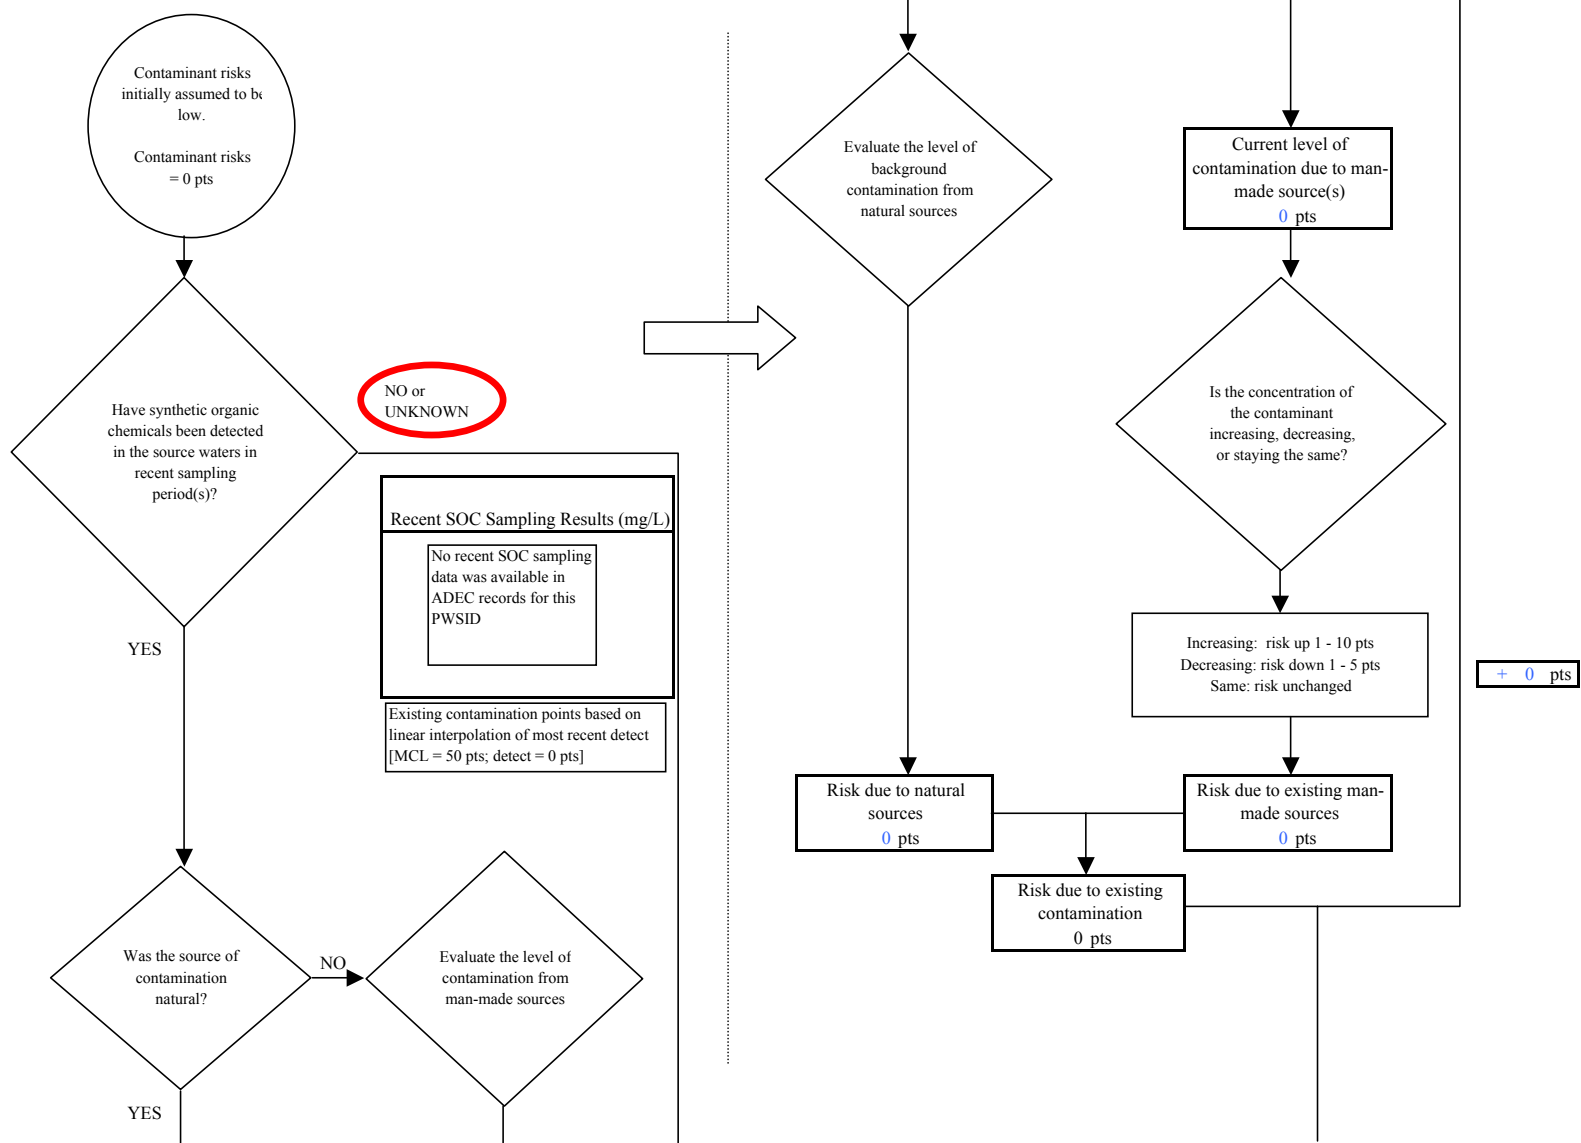 Contaminant risks
initially assumed to be
low.
Contaminant risks
= 0 pts
Have synthetic organic
chemicals been detected
in the source waters in
recent sampling
period(s)?
NO or
UNKNOWN
Recent SOC Sampling Results (mg/L)
No recent SOC sampling
data was available in
ADEC records for this
PWSID
Existing contamination points based on
linear interpolation of most recent detect
[MCL = 50 pts; detect = 0 pts]
YES
Was the source of
contamination
natural?
NO
Evaluate the level of
contamination from
man-made sources
YES
Evaluate the level of
background
contamination from
natural sources
Current level of
contamination due to man-
made source(s)
0 pts
Is the concentration of
the contaminant
increasing, decreasing,
or staying the same?
Increasing: risk up 1 - 10 pts
Decreasing: risk down 1 - 5 pts
Same: risk unchanged
+ 0 pts
Risk due to natural
sources
0 pts
Risk due to existing man-
made sources
0 pts
Risk due to existing
contamination
0 pts